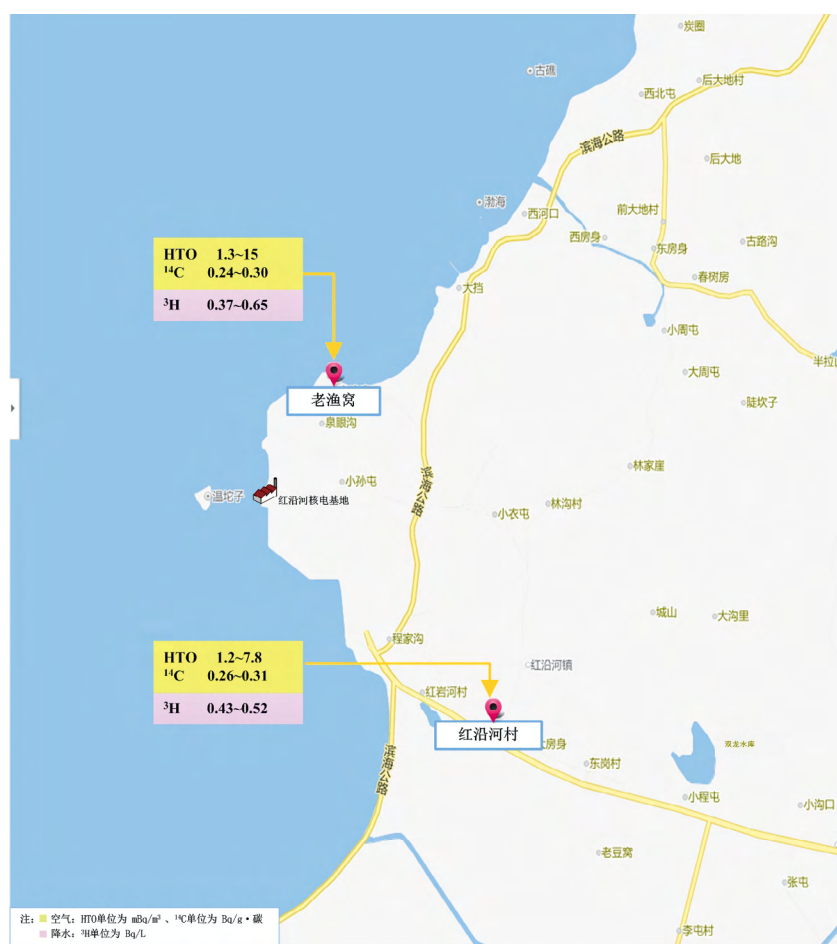 炭圈
古礁
后大地村
西北屯
滨海公路
后大地
渤海
西河口
前大地村
西房身
东房身
古路沟
HTO 1.3~15
¹⁴C 0.24~0.30
³H 0.37~0.65
大挡
春树房
小周屯
半拉山
大周屯
老渔窝
陡坎子
泉眼沟
林家崖
小孙屯
温坨子
红沿河核电基地
滨海公路
林沟村
小衣屯
城山
大沟里
程家沟
HTO 1.2~7.8
¹⁴C 0.26~0.31
³H 0.43~0.52
红沿河镇
红岩河村
红沿河村
房身
双龙水库
滨海公路
东岗村
小程屯
小沟口
老豆窝
张屯
李屯村
注： 空气：HTO单位为 mBq/m³ 、¹⁴C单位为 Bq/g·碳
降水：³H单位为 Bq/L